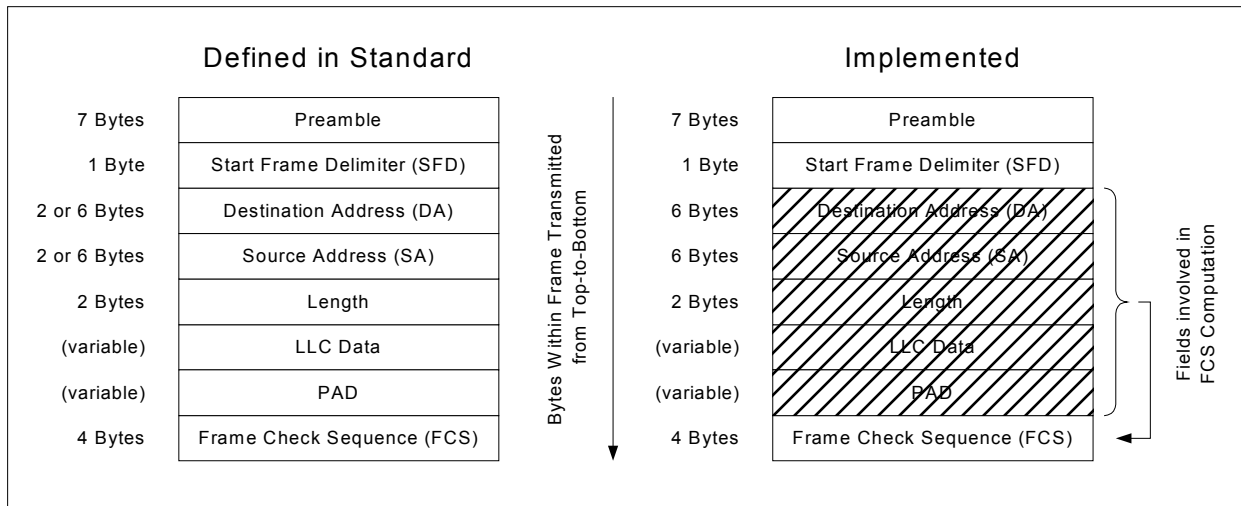 Defined in Standard
7 Bytes Preamble
1 Byte Start Frame Delimiter (SFD)
2 or 6 Bytes Destination Address (DA)
2 or 6 Bytes Source Address (SA)
2 Bytes Length
(variable) LLC Data
(variable) PAD
4 Bytes Frame Check Sequence (FCS)
Bytes Within Frame Transmitted
from Top-to-Bottom
Implemented
7 Bytes Preamble
1 Byte Start Frame Delimiter (SFD)
6 Bytes Destination Address (DA)
6 Bytes Source Address (SA)
2 Bytes Length
(variable) LLC Data
(variable) PAD
4 Bytes Frame Check Sequence (FCS)
Fields involved in
FCS Computation